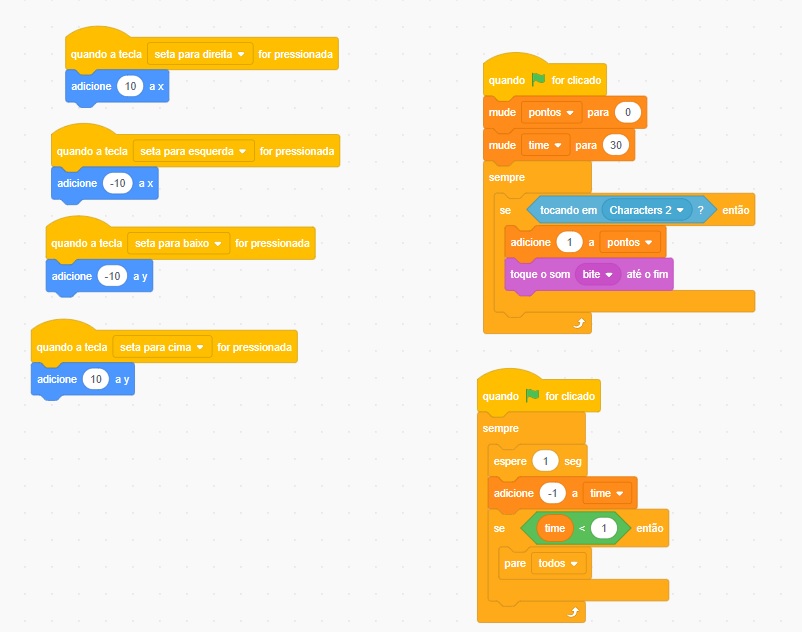 quando a tecla seta para direita for pressionada
adicione 10 a x
quando a tecla seta para esquerda for pressionada
adicione -10 a x
quando a tecla seta para baixo for pressionada
adicione -10 a y
quando a tecla seta para cima for pressionada
adicione 10 a y
quando for clicado
mude pontos para 0
mude time para 30
sempre
se tocando em Characters 2 ? então
adicione 1 a pontos
toque o som bite até o fim
quando for clicado
sempre
espere 1 seg
adicione -1 a time
se time < 1 então
pare todos